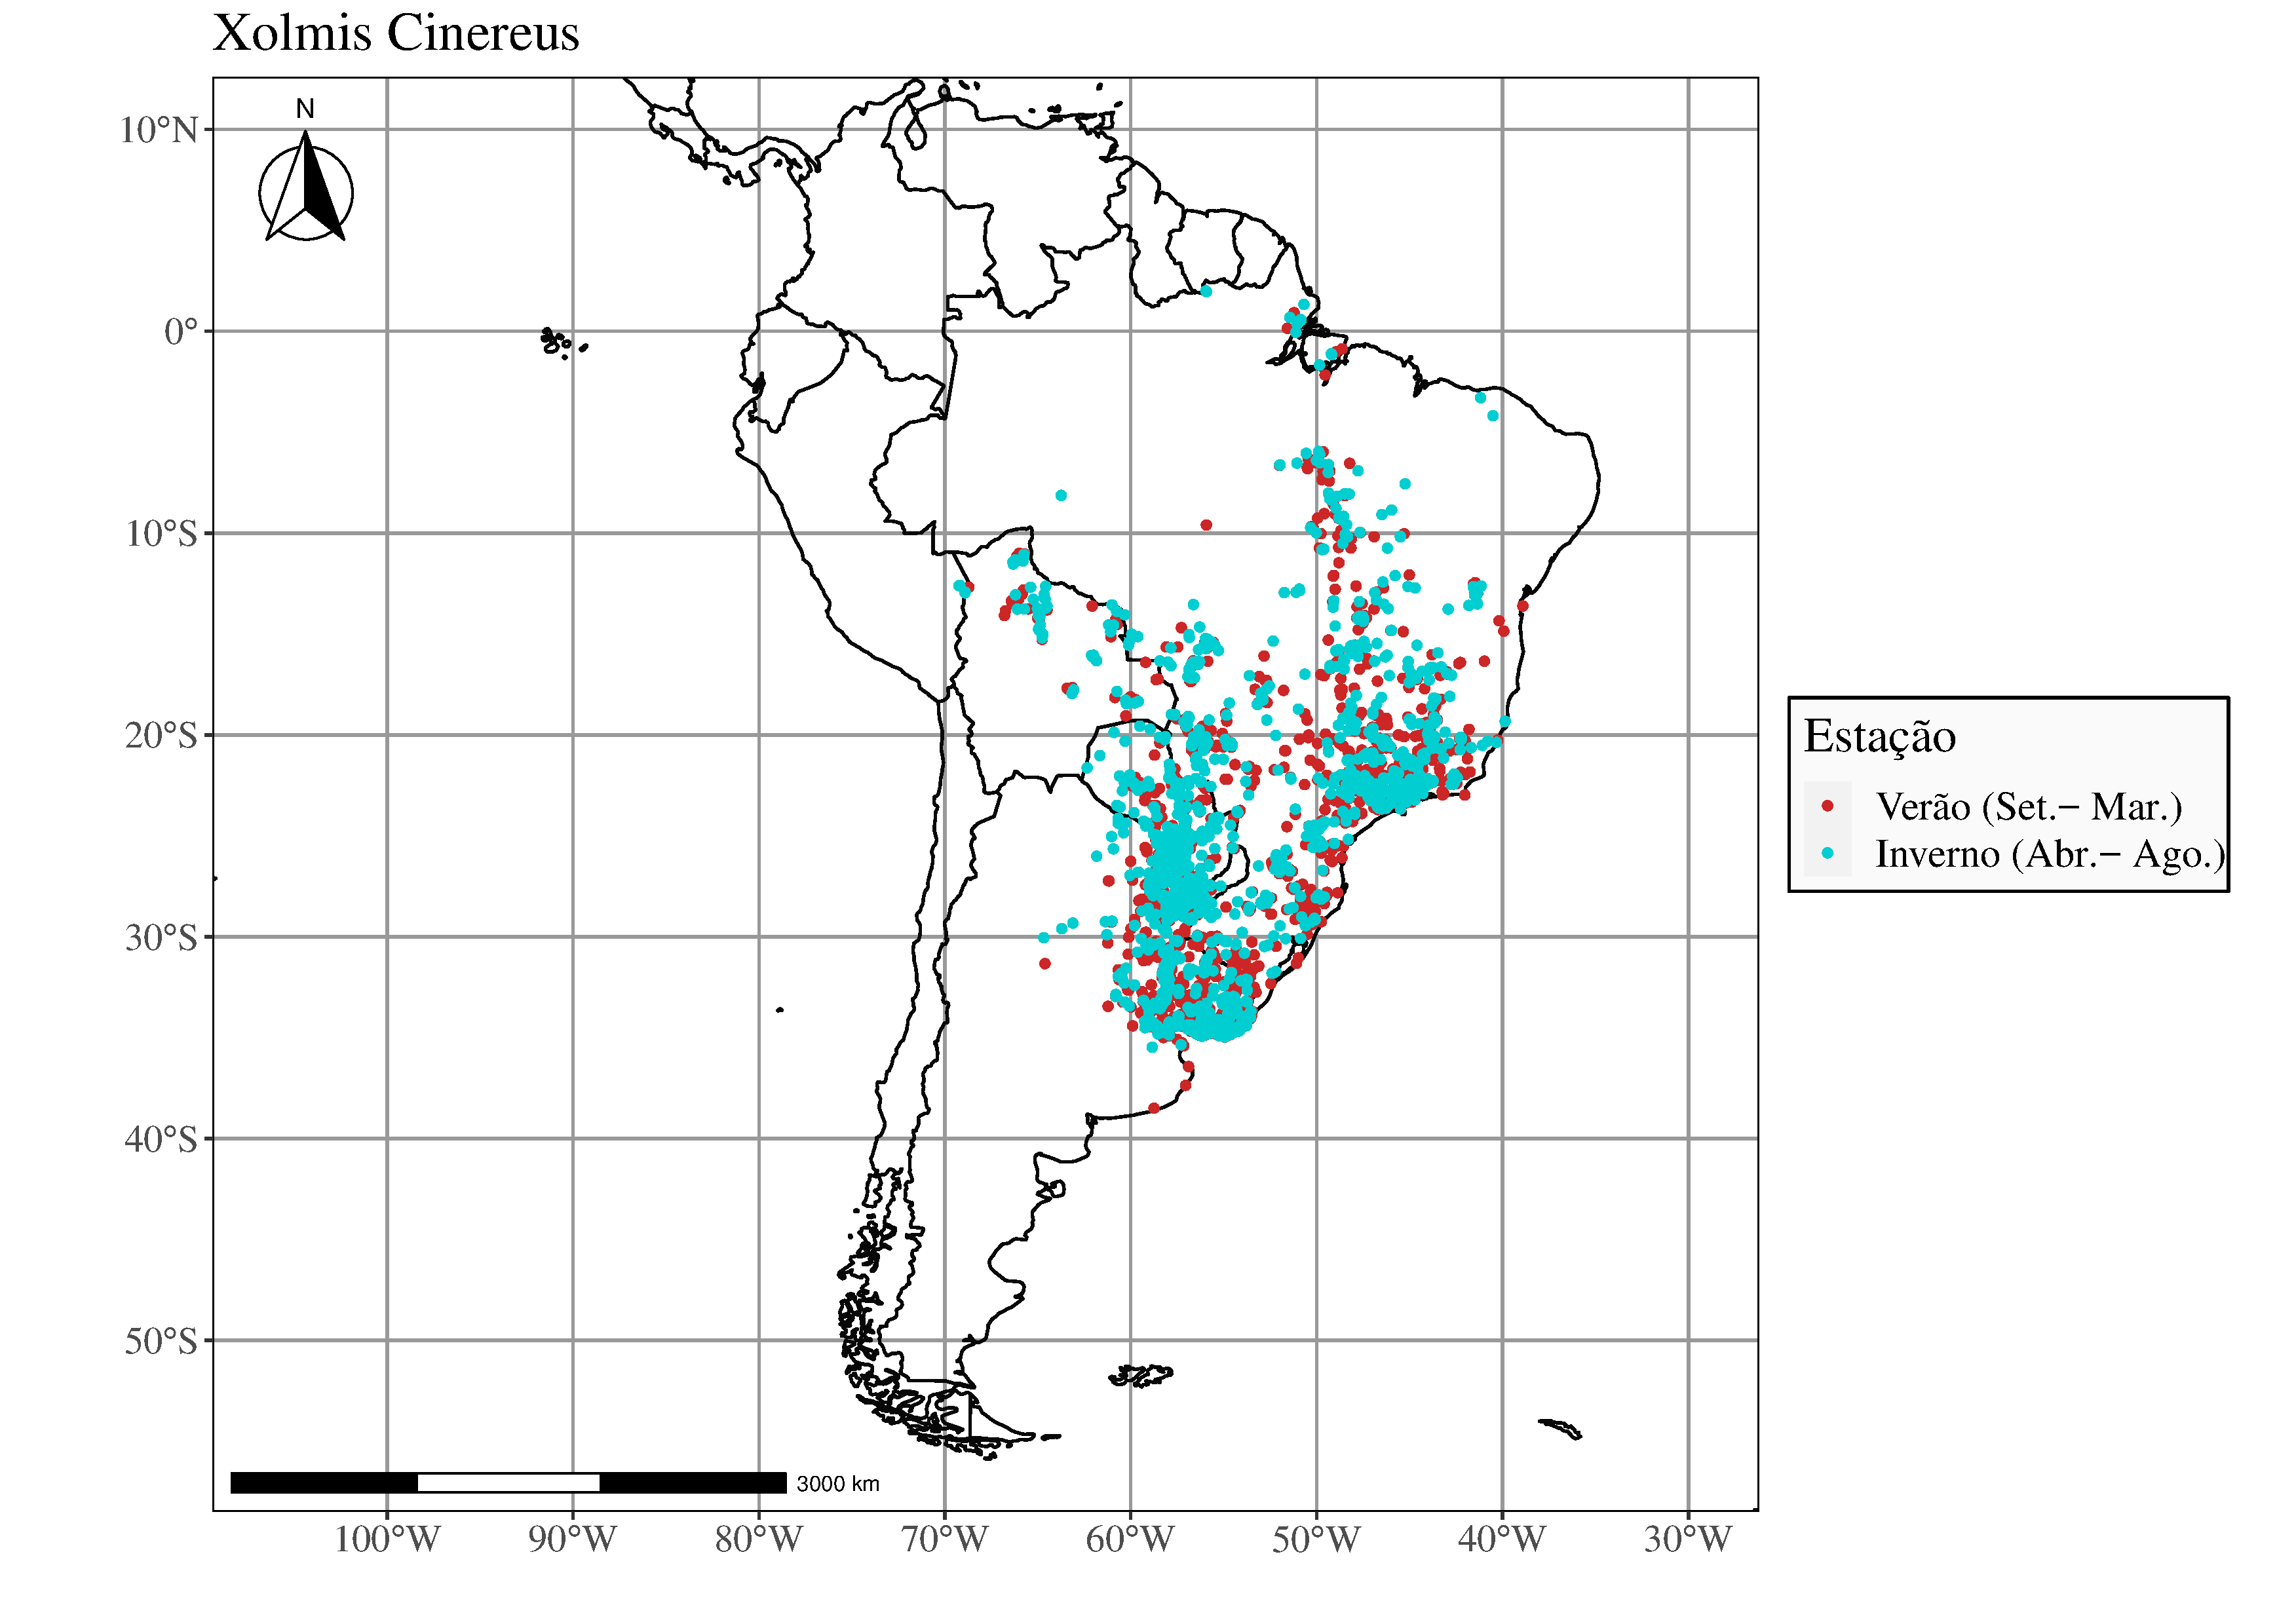 Xolmis Cinereus
N
10°N
0°
10°S
20°S
30°S
40°S
50°S
3000 km
100°W 90°W 80°W 70°W 60°W 50°W 40°W 30°W
Estação
Verão (Set.− Mar.)
Inverno (Abr.− Ago.)